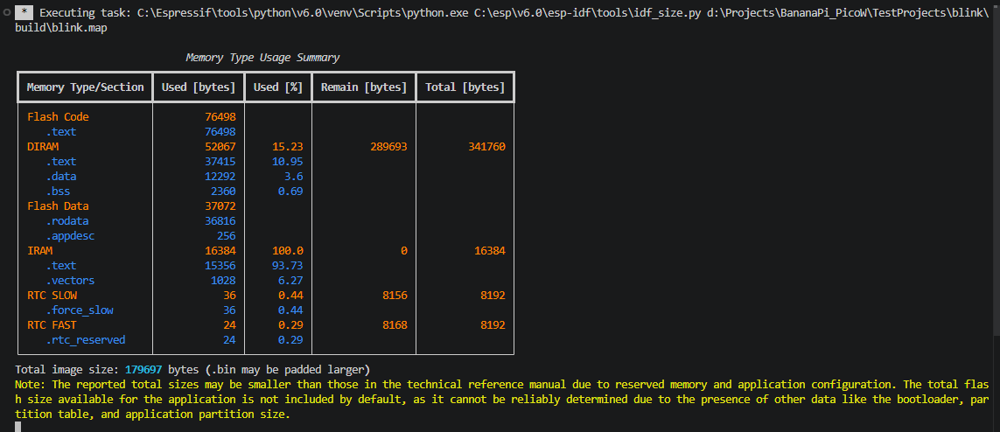 * Executing task: C:\Espressif\tools\python\v6.0\venv\Scripts\python.exe C:\esp\v6.0\esp-idf\tools\idf_size.py d:\Projects\BananaPi_PicoW\TestProjects\blink\
build\blink.map
Memory Type Usage Summary
Memory Type/Section Used [bytes] Used [%] Remain [bytes] Total [bytes]
Flash Code 76498
.text 76498
DIRAM 52067 15.23 289693 341760
.text 37415 10.95
.data 12292 3.6
.bss 2360 0.69
Flash Data 37072
.rodata 36816
.appdesc 256
IRAM 16384 100.0 0 16384
.text 15356 93.73
.vectors 1028 6.27
RTC SLOW 36 0.44 8156 8192
.force_slow 36 0.44
RTC FAST 24 0.29 8168 8192
.rtc_reserved 24 0.29
Total image size: 179697 bytes (.bin may be padded larger)
Note: The reported total sizes may be smaller than those in the technical reference manual due to reserved memory and application configuration. The total flas
h size available for the application is not included by default, as it cannot be reliably determined due to the presence of other data like the bootloader, par
tition table, and application partition size.